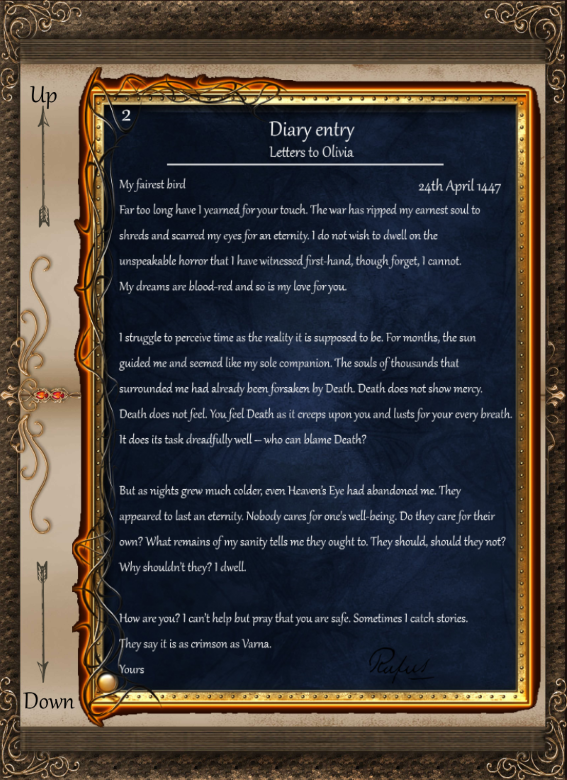 Up
2
Diary entry
Letters to Olivia
My fairest bird
24th April 1447
Far too long have I yearned for your touch. The war has ripped my earnest soul to
shreds and scarred my eyes for an eternity. I do not wish to dwell on the
unspeakable horror that I have witnessed first-hand, though forget, I cannot.
My dreams are blood-red and so is my love for you.
I struggle to perceive time as the reality it is supposed to be. For months, the sun
guided me and seemed like my sole companion. The souls of thousands that
surrounded me had already been forsaken by Death. Death does not show mercy.
Death does not feel. You feel Death as it creeps upon you and lusts for your every breath.
It does its task dreadfully well – who can blame Death?
But as nights grew much colder, even Heaven's Eye had abandoned me. They
appeared to last an eternity. Nobody cares for one's well-being. Do they care for their
own? What remains of my sanity tells me they ought to. They should, should they not?
Why shouldn't they? I dwell.
How are you? I can't help but pray that you are safe. Sometimes I catch stories.
They say it is as crimson as Varna.
Yours
Rufus
Down